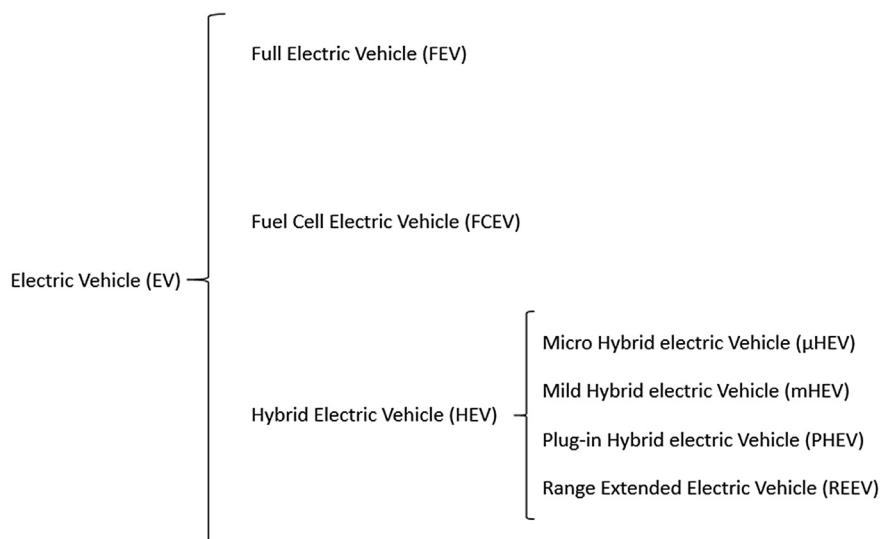 Full Electric Vehicle (FEV)
Fuel Cell Electric Vehicle (FCEV)
Electric Vehicle (EV)
Hybrid Electric Vehicle (HEV)
Micro Hybrid electric Vehicle (µHEV)
Mild Hybrid electric Vehicle (mHEV)
Plug-in Hybrid electric Vehicle (PHEV)
Range Extended Electric Vehicle (REEV)